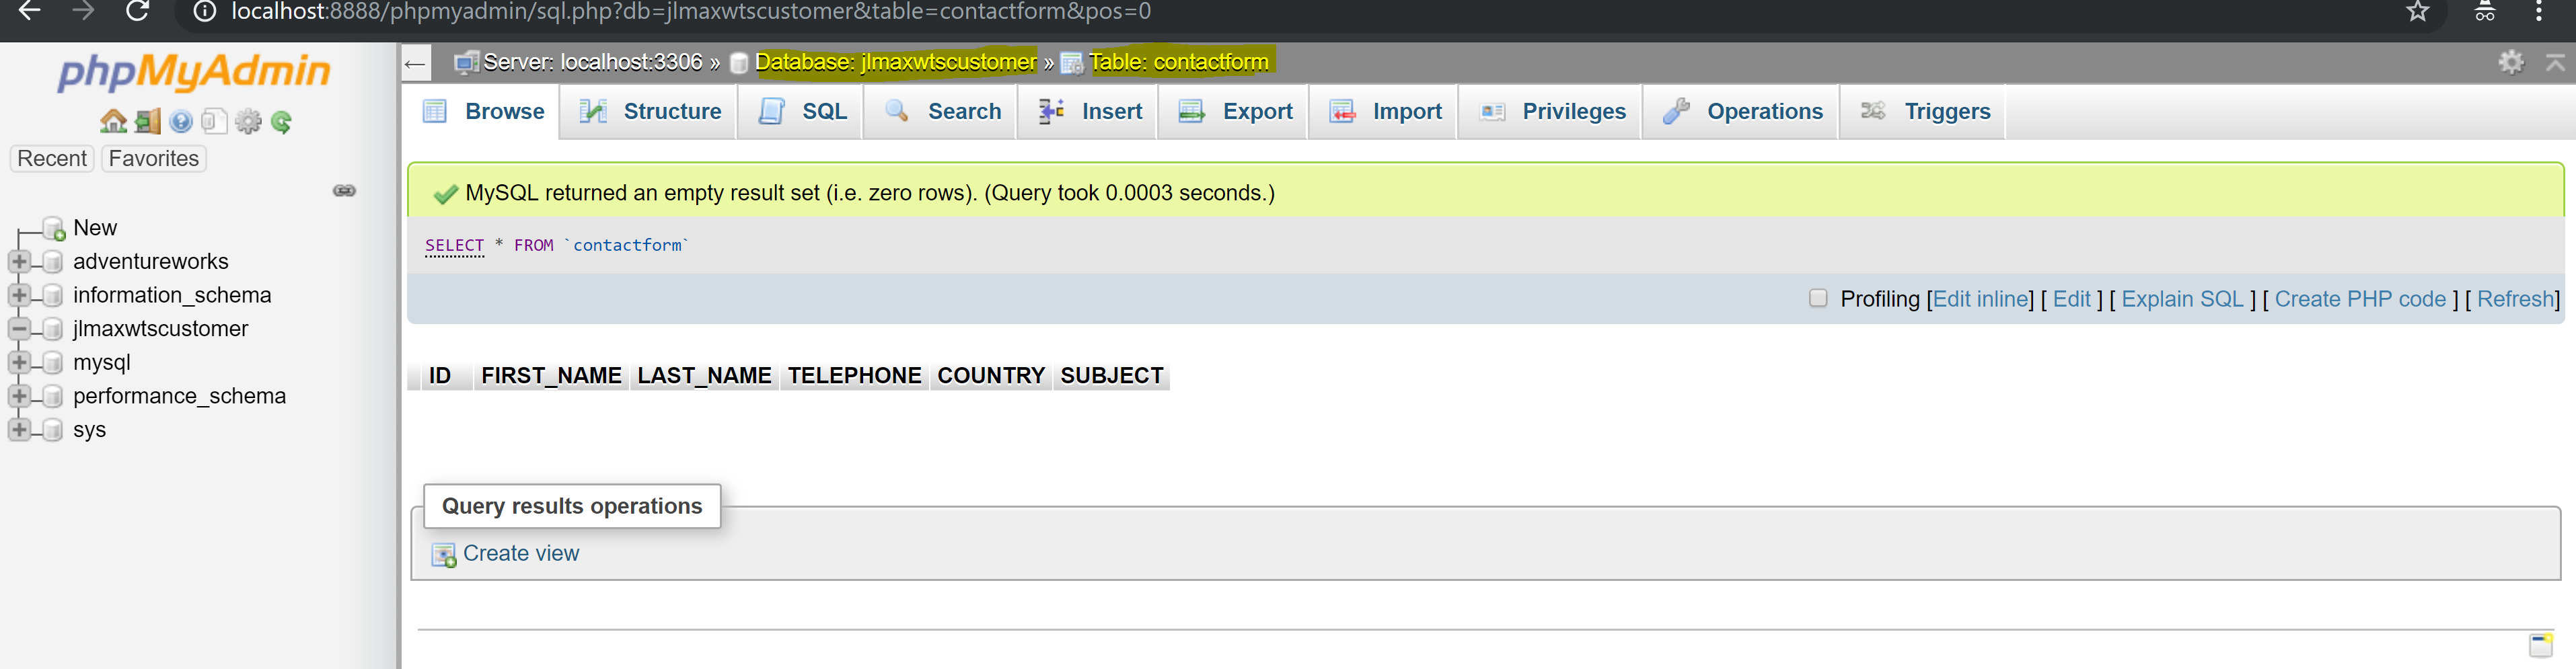 localhost:8888/phpmyadmin/sql.php?db=jlmaxwtscustomer&table=contactform&pos=0
phpMyAdmin
Recent Favorites
New
adventureworks
information_schema
jlmaxwtscustomer
mysql
performance_schema
sys
Server: localhost:3306 » Database: jlmaxwtscustomer » Table: contactform
Browse Structure SQL Search Insert Export Import Privileges Operations Triggers
MySQL returned an empty result set (i.e. zero rows). (Query took 0.0003 seconds.)
SELECT * FROM `contactform`
Profiling [Edit inline] [ Edit ] [ Explain SQL ] [ Create PHP code ] [ Refresh]
ID FIRST_NAME LAST_NAME TELEPHONE COUNTRY SUBJECT
Query results operations
Create view